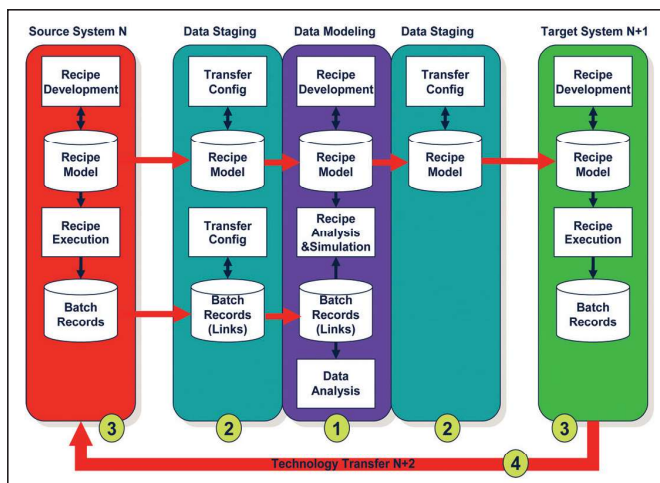 Source System N
Data Staging
Data Modeling
Data Staging
Target System N+1
Recipe
Development
Recipe
Model
Recipe
Execution
Batch
Records
3
Transfer
Config
Recipe
Model
Transfer
Config
Batch
Records
(Links)
2
Recipe
Development
Recipe
Model
Recipe
Analysis
&Simulation
Batch
Records
(Links)
Data
Analysis
1
Transfer
Config
Recipe
Model
2
Recipe
Development
Recipe
Model
Recipe
Execution
Batch
Records
3
Technology Transfer N+2
4